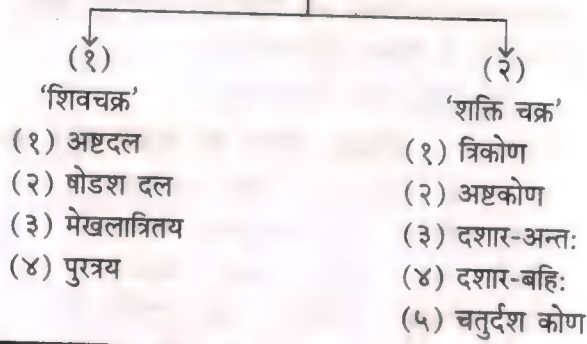 (१)
'शिवचक्र'
(१) अष्टदल
(२) षोडश दल
(३) मेखलात्रितय
(४) पुरत्रय
(२)
'शक्ति चक्र'
(१) त्रिकोण
(२) अष्टकोण
(३) दशार-अन्तः
(४) दशार-बहिः
(५) चतुर्दश कोण